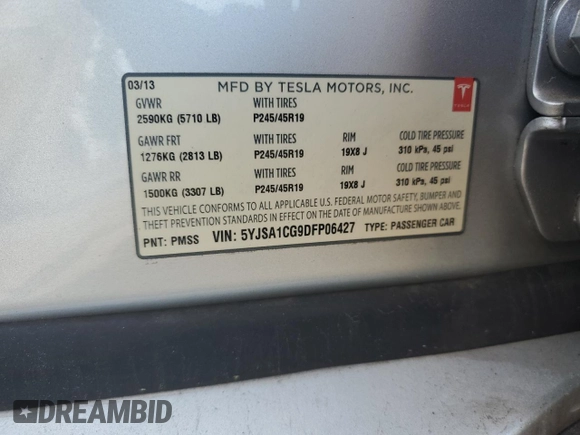 03/13 MFD BY TESLA MOTORS, INC.
GVWR WITH TIRES
2590KG (5710 LB) P245/45R19 TESLA
GAWR FRT WITH TIRES RIM COLD TIRE PRESSURE
1276KG (2813 LB) P245/45R19 19X8 J 310 kPa, 45 psi
GAWR RR WITH TIRES RIM COLD TIRE PRESSURE
1500KG (3307 LB) P245/45R19 19X8 J 310 kPa, 45 psi
THIS VEHICLE CONFORMS TO ALL APPLICABLE U.S. FEDERAL MOTOR SAFETY, BUMPER AND
THEFT PREVENTION STANDARDS IN EFFECT ON THE DATE OF MANUFACTURE SHOWN ABOVE.
PNT: PMSS VIN: 5YJSA1CG9DFP06427 TYPE: PASSENGER CAR
DREAMBID